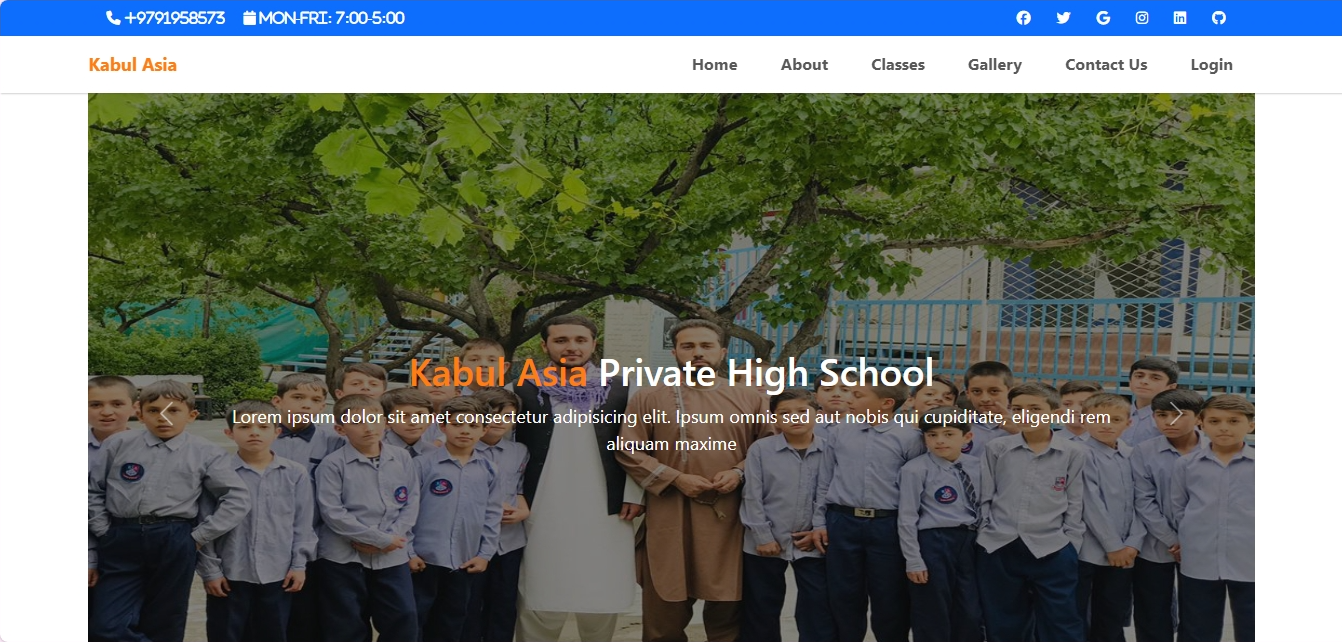 +9791958573 MON-FRI: 7:00-5:00
Kabul Asia Home About Classes Gallery Contact Us Login
Kabul Asia Private High School
Lorem ipsum dolor sit amet consectetur adipisicing elit. Ipsum omnis sed aut nobis qui cupiditate, eligendi rem
aliquam maxime